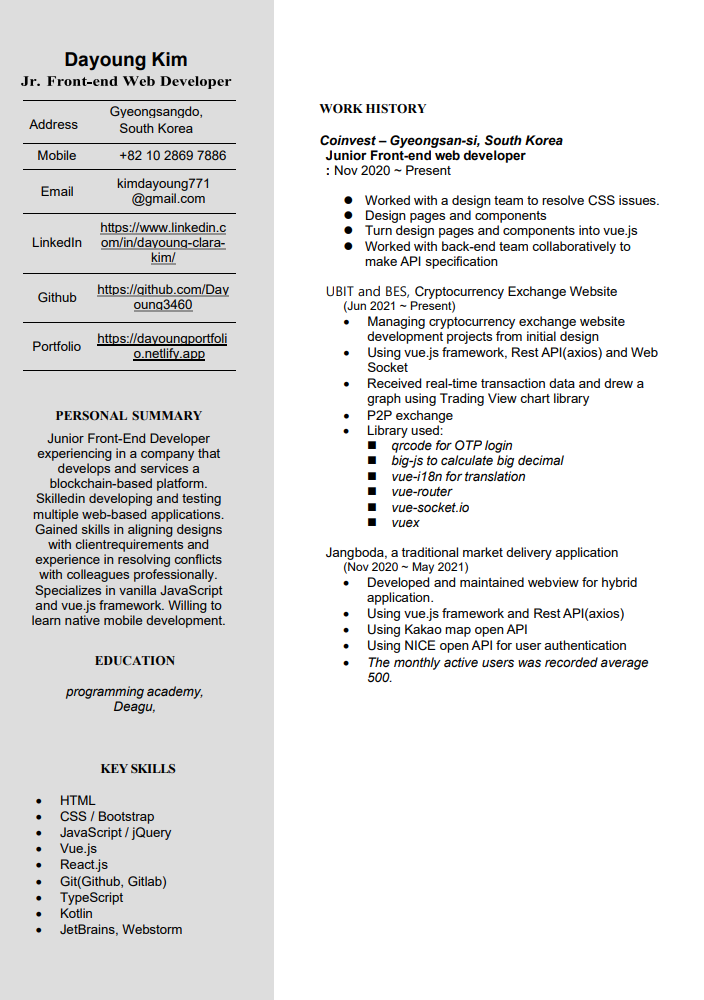 Dayoung Kim
Jr. Front-end Web Developer
Address
Gyeongsangdo,
South Korea
Mobile
+82 10 2869 7886
Email
kimdayoung771
@gmail.com
LinkedIn
https://www.linkedin.c
om/in/dayoung-clara-
kim/
Github
https://github.com/Day
oung3460
Portfolio
https://dayoungportfoli
o.netlify.app
PERSONAL SUMMARY
Junior Front-End Developer
experiencing in a company that
develops and services a
blockchain-based platform.
Skilledin developing and testing
multiple web-based applications.
Gained skills in aligning designs
with clientrequirements and
experience in resolving conflicts
with colleagues professionally.
Specializes in vanilla JavaScript
and vue.js framework. Willing to
learn native mobile development.
EDUCATION
programming academy,
Deagu,
KEY SKILLS
• HTML
• CSS / Bootstrap
• JavaScript / jQuery
• Vue.js
• React.js
• Git(Github, Gitlab)
• TypeScript
• Kotlin
• JetBrains, Webstorm
WORK HISTORY
Coinvest – Gyeongsan-si, South Korea
Junior Front-end web developer
: Nov 2020 ~ Present
● Worked with a design team to resolve CSS issues.
● Design pages and components
● Turn design pages and components into vue.js
● Worked with back-end team collaboratively to
make API specification
UBIT and BES, Cryptocurrency Exchange Website
(Jun 2021 ~ Present)
• Managing cryptocurrency exchange website
development projects from initial design
• Using vue.js framework, Rest API(axios) and Web
Socket
• Received real-time transaction data and drew a
graph using Trading View chart library
• P2P exchange
• Library used:
■ qrcode for OTP login
■ big-js to calculate big decimal
■ vue-i18n for translation
■ vue-router
■ vue-socket.io
■ vuex
Jangboda, a traditional market delivery application
(Nov 2020 ~ May 2021)
• Developed and maintained webview for hybrid
application.
• Using vue.js framework and Rest API(axios)
• Using Kakao map open API
• Using NICE open API for user authentication
• The monthly active users was recorded average
500.